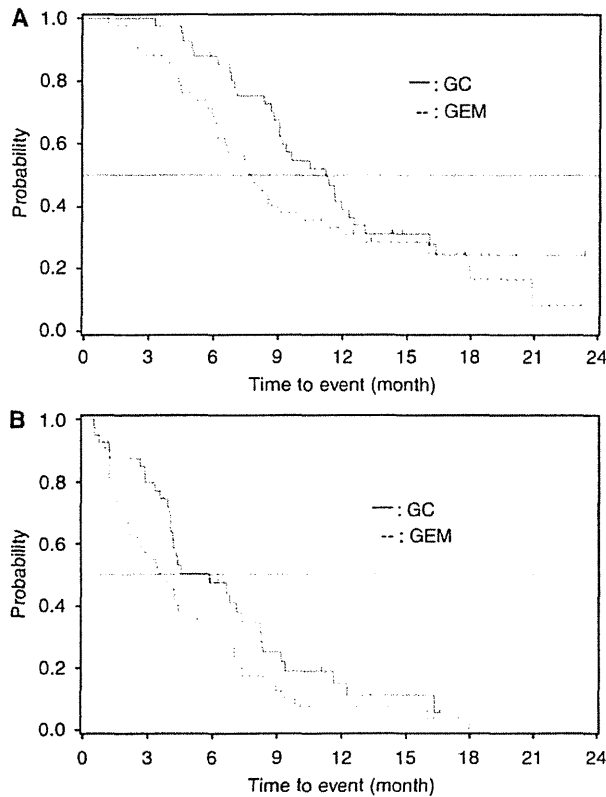 A
1.0
0.8
0.6
0.4
0.2
0.0
Probability
— : GC
-- : GEM
0 3 6 9 12 15 18 21 24
Time to event (month)
B
1.0
0.8
0.6
0.4
0.2
0.0
Probability
— : GC
-- : GEM
0 3 6 9 12 15 18 21 24
Time to event (month)